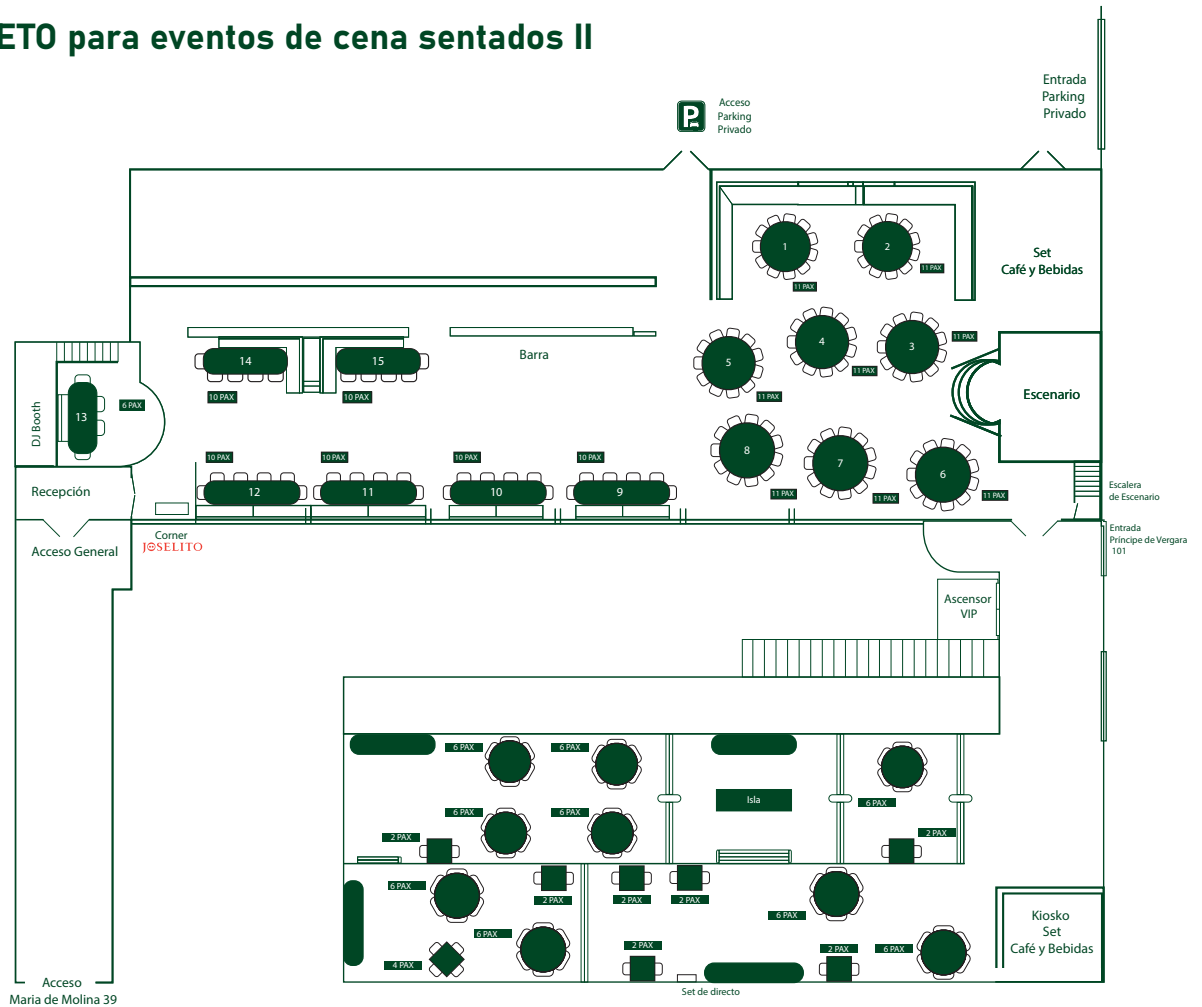 ETO para eventos de cena sentados II
Entrada
Parking
Privado
P
Acceso
Parking
Privado
1
2
11 PAX
11 PAX
Set
Café y Bebidas
5
4
3
11 PAX
11 PAX
11 PAX
Barra
14
15
10 PAX
10 PAX
DJ Booth
13
6 PAX
Escenario
8
7
6
11 PAX
11 PAX
11 PAX
10 PAX
10 PAX
10 PAX
10 PAX
12
11
10
9
Recepción
Escalera
de Escenario
Corner
JOSELITO
Acceso General
Entrada
Príncipe de Vergara
101
Ascensor
VIP
6 PAX
6 PAX
Isla
6 PAX
6 PAX
6 PAX
2 PAX
2 PAX
6 PAX
2 PAX
2 PAX
2 PAX
6 PAX
6 PAX
4 PAX
2 PAX
2 PAX
6 PAX
Kiosko
Set
Café y Bebidas
Set de directo
Acceso
Maria de Molina 39